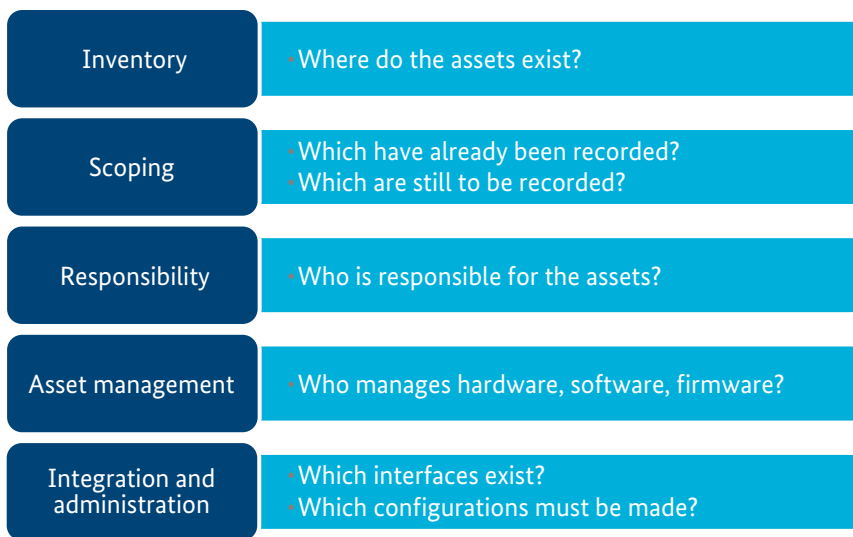 Inventory
•Where do the assets exist?
Scoping
•Which have already been recorded?
•Which are still to be recorded?
Responsibility
•Who is responsible for the assets?
Asset management
•Who manages hardware, software, firmware?
Integration and
administration
•Which interfaces exist?
•Which configurations must be made?